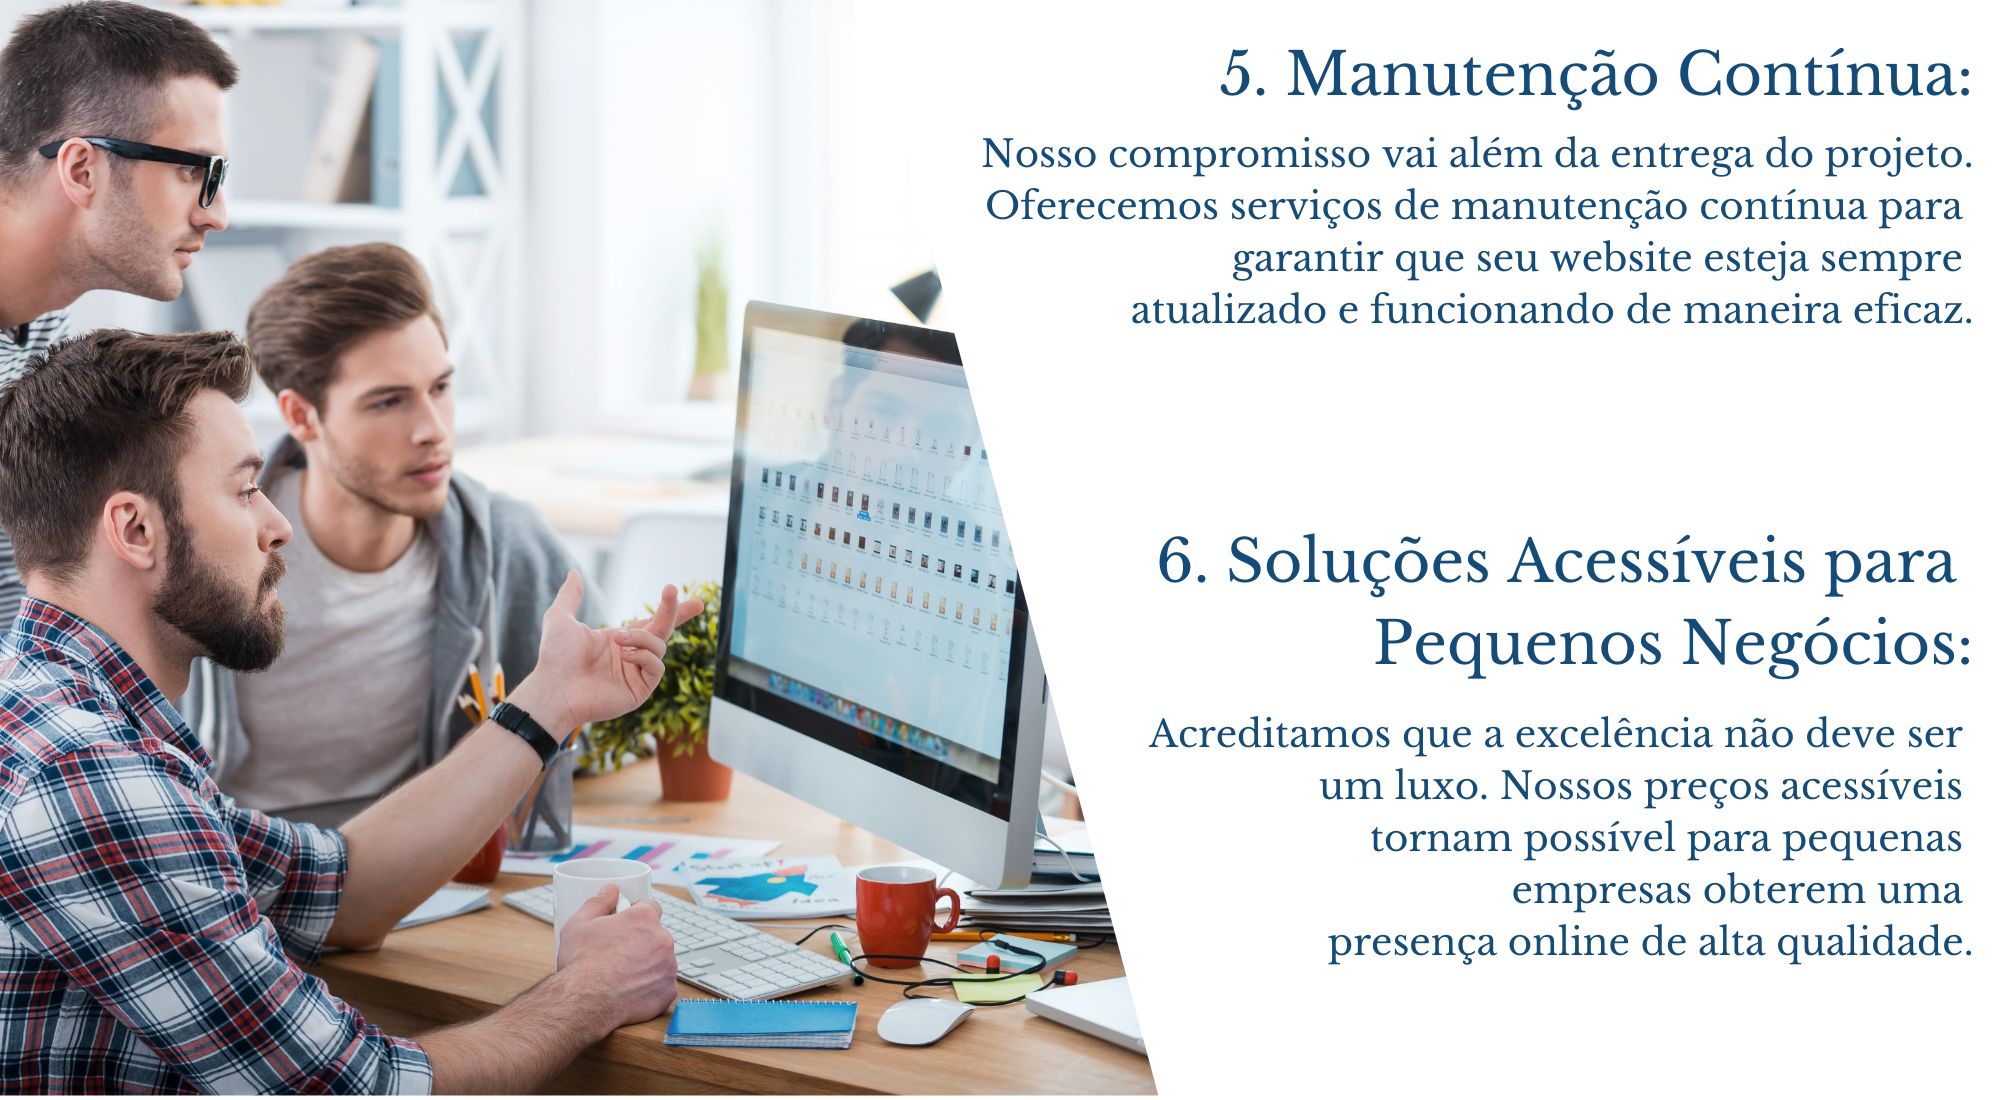 5. Manutenção Contínua:
Nosso compromisso vai além da entrega do projeto.
Oferecemos serviços de manutenção contínua para
garantir que seu website esteja sempre
atualizado e funcionando de maneira eficaz.
6. Soluções Acessíveis para
Pequenos Negócios:
Acreditamos que a excelência não deve ser
um luxo. Nossos preços acessíveis
tornam possível para pequenas
empresas obterem uma
presença online de alta qualidade.
Start up
Idea